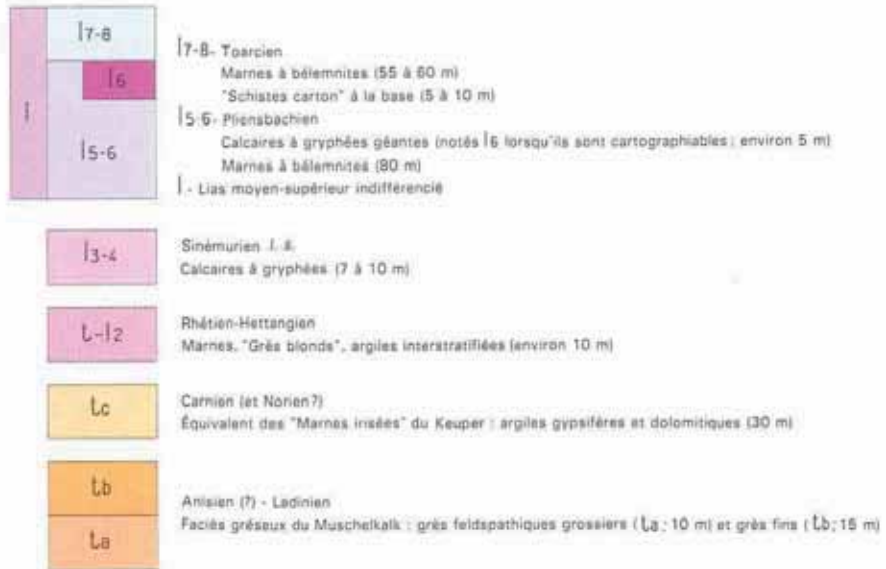 l7-8
l6
l
l5-6
l7-8- Toarcien
Marnes à bélemnites (55 à 60 m)
"Schistes carton" à la base (5 à 10 m)
l5-6- Pliensbachien
Calcaires à gryphées géantes (notés l6 lorsqu'ils sont cartographiables ; environ 5 m)
Marnes à bélemnites (80 m)
l - Lias moyen-supérieur indifférencié
l3-4
Sinémurien l. s.
Calcaires à gryphées (7 à 10 m)
t-l2
Rhétien-Hettangien
Marnes, "Grès blonds", argiles interstratifiées (environ 10 m)
tc
Carnien (et Norien?)
Équivalent des "Marnes irisées" du Keuper : argiles gypsifères et dolomitiques (30 m)
tb
ta
Anisien (?) - Ladinien
Faciès gréseux du Muschelkalk : grès feldspathiques grossiers (ta ; 10 m) et grès fins (tb; 15 m)